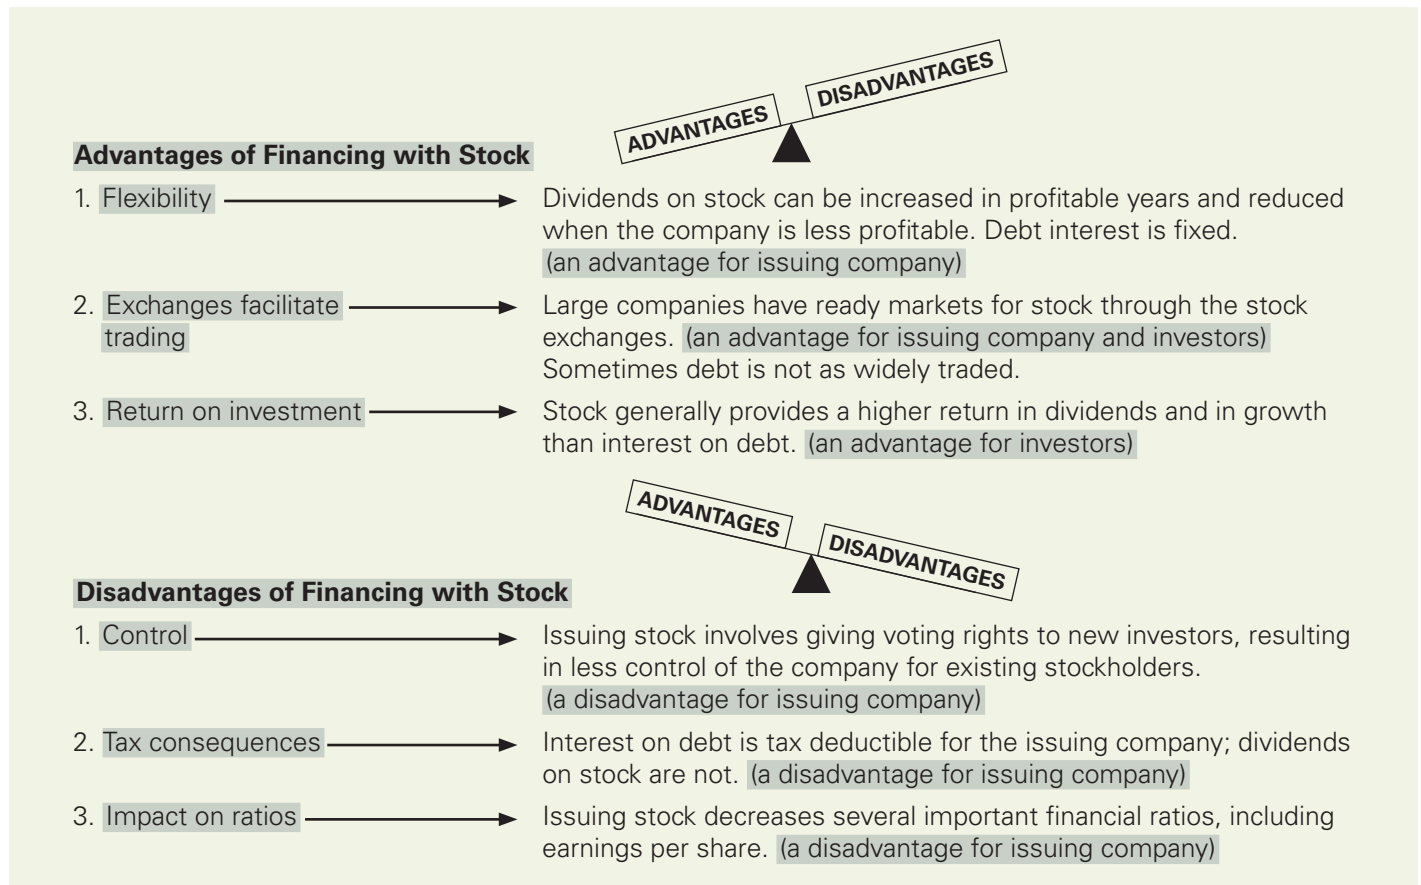 ADVANTAGES
DISADVANTAGES
Advantages of Financing with Stock
1. Flexibility
Dividends on stock can be increased in profitable years and reduced
when the company is less profitable. Debt interest is fixed.
(an advantage for issuing company)
2. Exchanges facilitate
trading
Large companies have ready markets for stock through the stock
exchanges. (an advantage for issuing company and investors)
Sometimes debt is not as widely traded.
3. Return on investment
Stock generally provides a higher return in dividends and in growth
than interest on debt. (an advantage for investors)
ADVANTAGES
DISADVANTAGES
Disadvantages of Financing with Stock
1. Control
Issuing stock involves giving voting rights to new investors, resulting
in less control of the company for existing stockholders.
(a disadvantage for issuing company)
2. Tax consequences
Interest on debt is tax deductible for the issuing company; dividends
on stock are not. (a disadvantage for issuing company)
3. Impact on ratios
Issuing stock decreases several important financial ratios, including
earnings per share. (a disadvantage for issuing company)